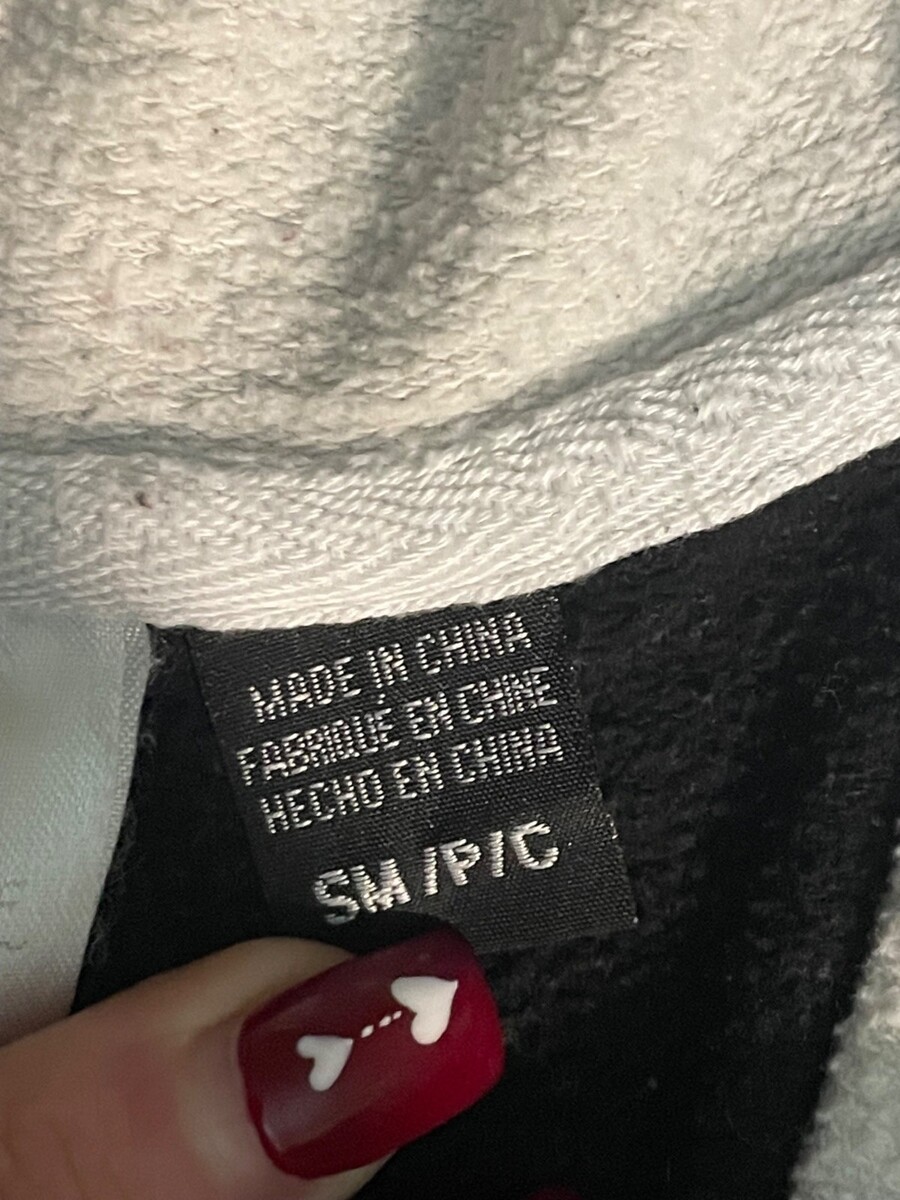 MADE IN CHINA
FABRIQUE EN CHINE
HECHO EN CHINA
SM/P/C